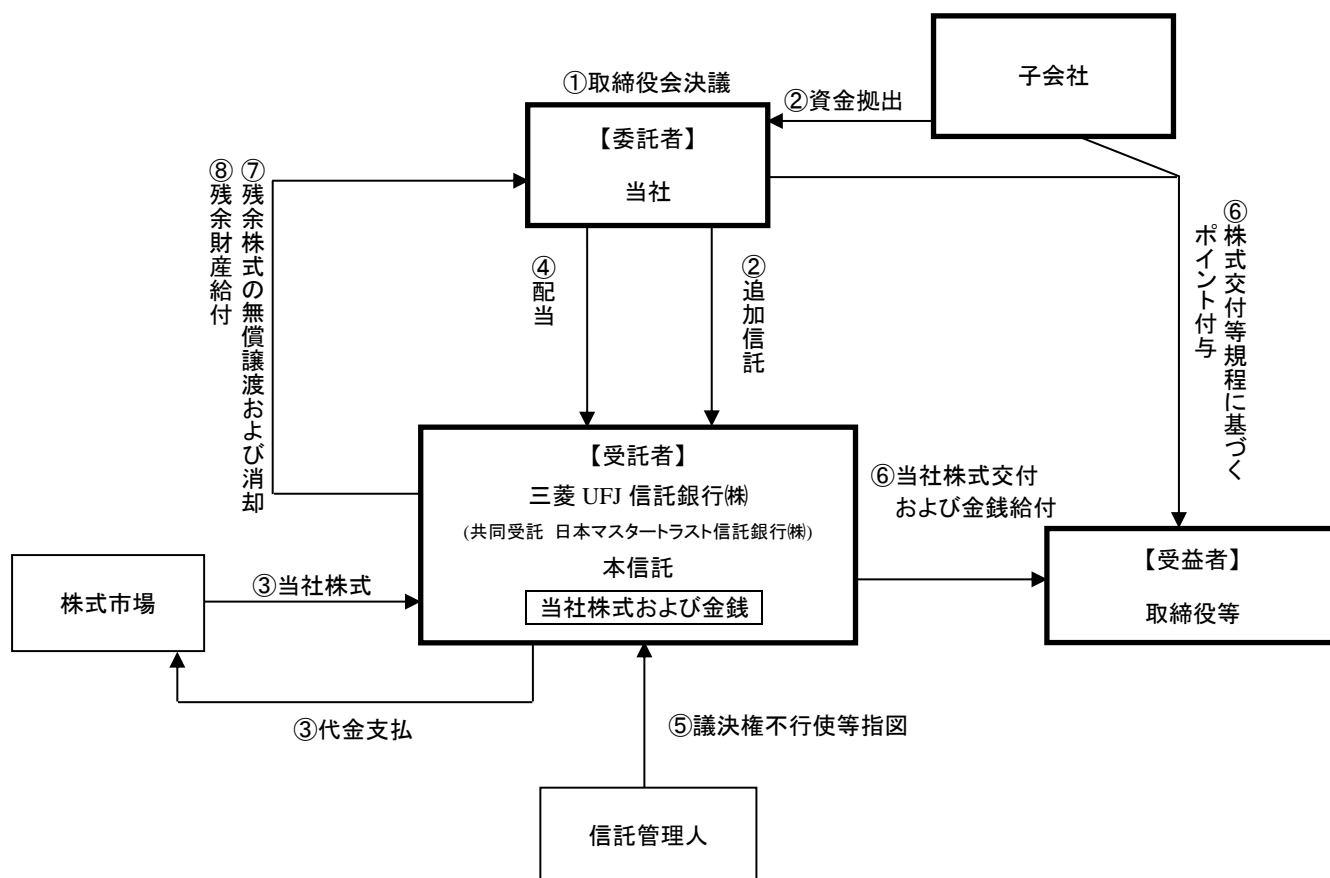 子会社
①取締役会決議
②資金拠出
【委託者】
当社
⑧残余財産給付
⑦残余株式の無償譲渡および消却
④配当
②追加信託
⑥株式交付等規程に基づく
ポイント付与
【受託者】
三菱 UFJ 信託銀行㈱
(共同受託 日本マスタートラスト信託銀行㈱)
本信託
当社株式および金銭
⑥当社株式交付
および金銭給付
【受益者】
取締役等
株式市場
③当社株式
③代金支払
⑤議決権不行使等指図
信託管理人